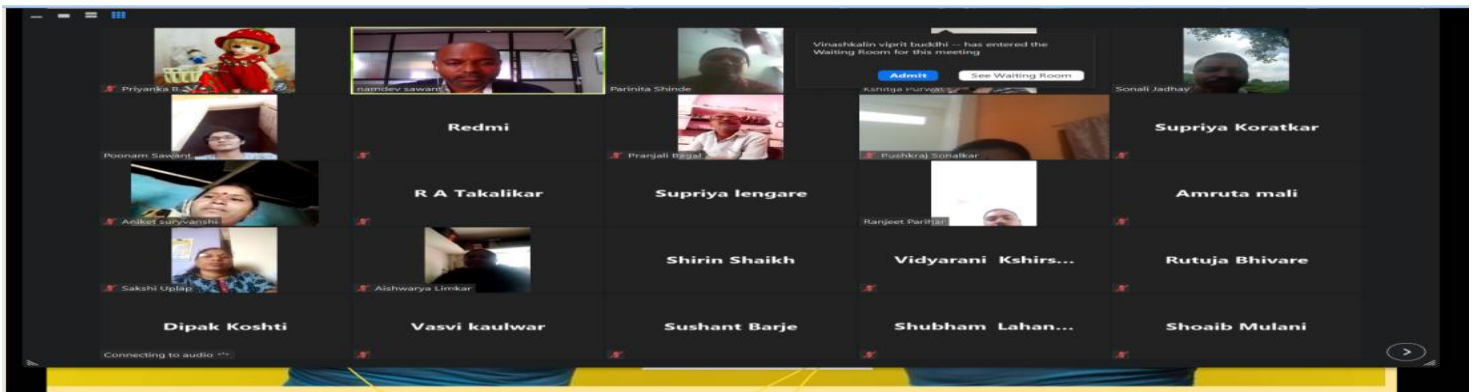 Vinashkalin viprit buddhi -- has entered the
Waiting Room for this meeting
Admit
See Waiting Room
Priyanka B
namdev sawant
Parinita Shinde
Kshitija Purwat
Sonali Jadhav
Poonam Sawant
Redmi
Pranjali Bagal
Pushkraj Sonalkar
Supriya Koratkar
Aniket suryvanshi
R A Takalikar
Supriya lengare
Ranjeet Parihar
Amruta mali
Sakshi Uplap
Aishwarya Limkar
Shirin Shaikh
Vidyarani Kshirs...
Rutuja Bhivare
Dipak Koshti
Connecting to audio
Vasvi kaulwar
Sushant Barje
Shubham Lahan...
Shoaib Mulani